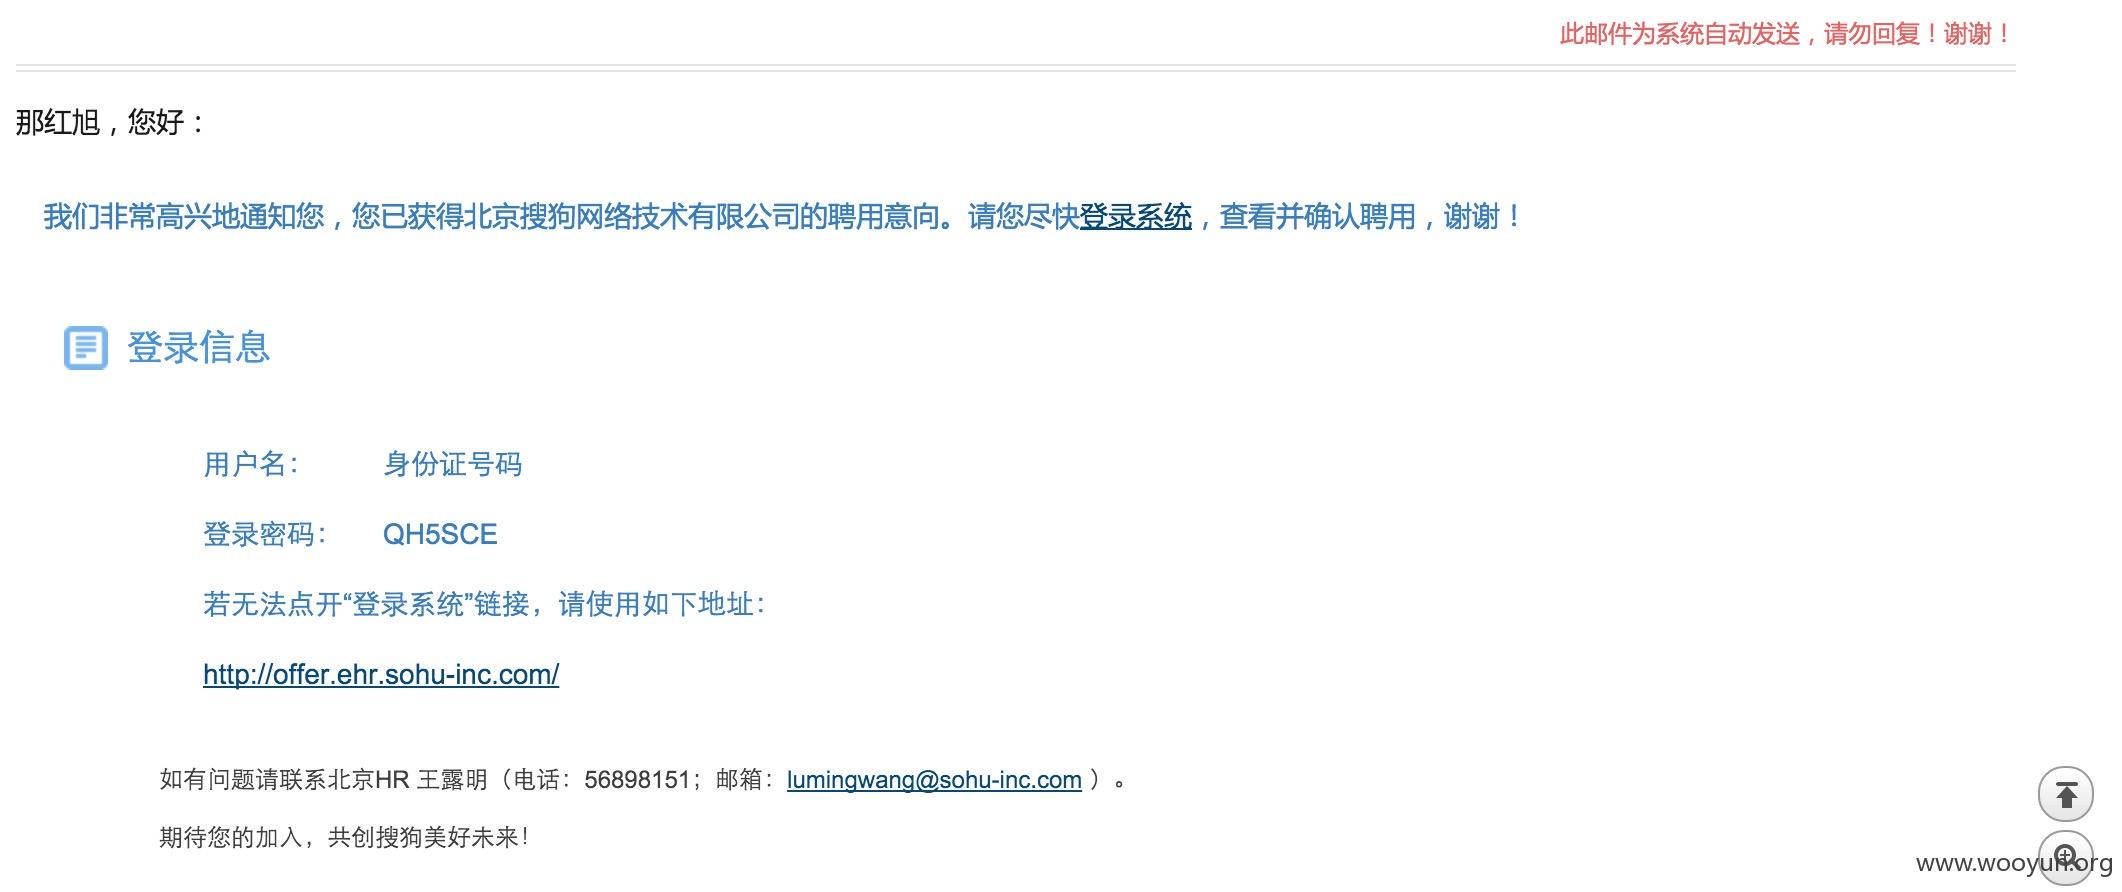 此邮件为系统自动发送，请勿回复！谢谢！
那红旭，您好：
我们非常高兴地通知您，您已获得北京搜狗网络技术有限公司的聘用意向。请您尽快登录系统，查看并确认聘用，谢谢！
登录信息
用户名： 身份证号码
登录密码： QH5SCE
若无法点开“登录系统”链接，请使用如下地址：
http://offer.ehr.sohu-inc.com/
如有问题请联系北京HR 王露明（电话：56898151；邮箱：lumingwang@sohu-inc.com ）。
期待您的加入，共创搜狗美好未来！
www.wooyun.org